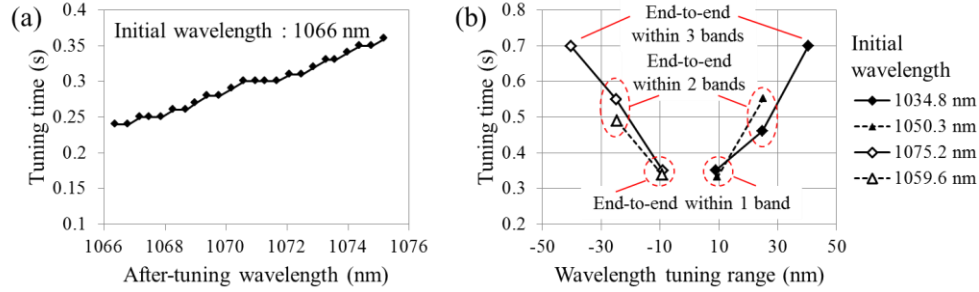 (a)
0.4
0.35
0.3
0.25
0.2
0.15
0.1
Tuning time (s)
Initial wavelength : 1066 nm
1066
1068
1070
1072
1074
1076
After-tuning wavelength (nm)
(b)
0.8
0.7
0.6
0.5
0.4
0.3
0.2
Tuning time (s)
End-to-end
within 3 bands
End-to-end
within 2 bands
End-to-end within 1 band
-50
-30
-10
10
30
50
Wavelength tuning range (nm)
Initial
wavelength
1034.8 nm
1050.3 nm
1075.2 nm
1059.6 nm